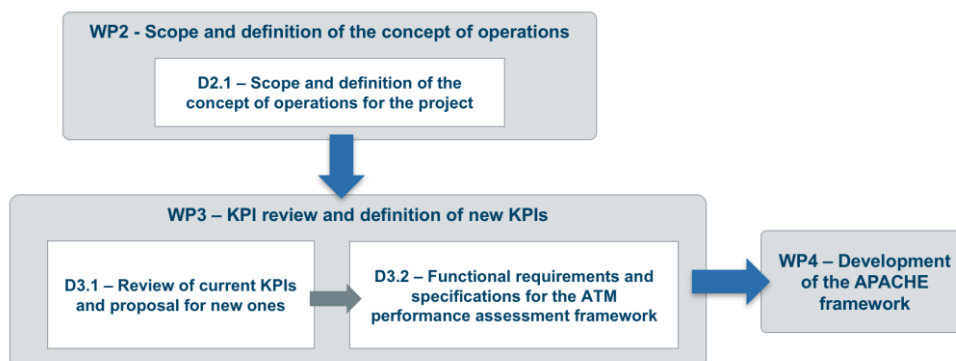 WP2 - Scope and definition of the concept of operations
D2.1 – Scope and definition of the
concept of operations for the project
WP3 – KPI review and definition of new KPIs
D3.1 – Review of current KPIs
and proposal for new ones
D3.2 – Functional requirements and
specifications for the ATM
performance assessment framework
WP4 – Development
of the APACHE
framework